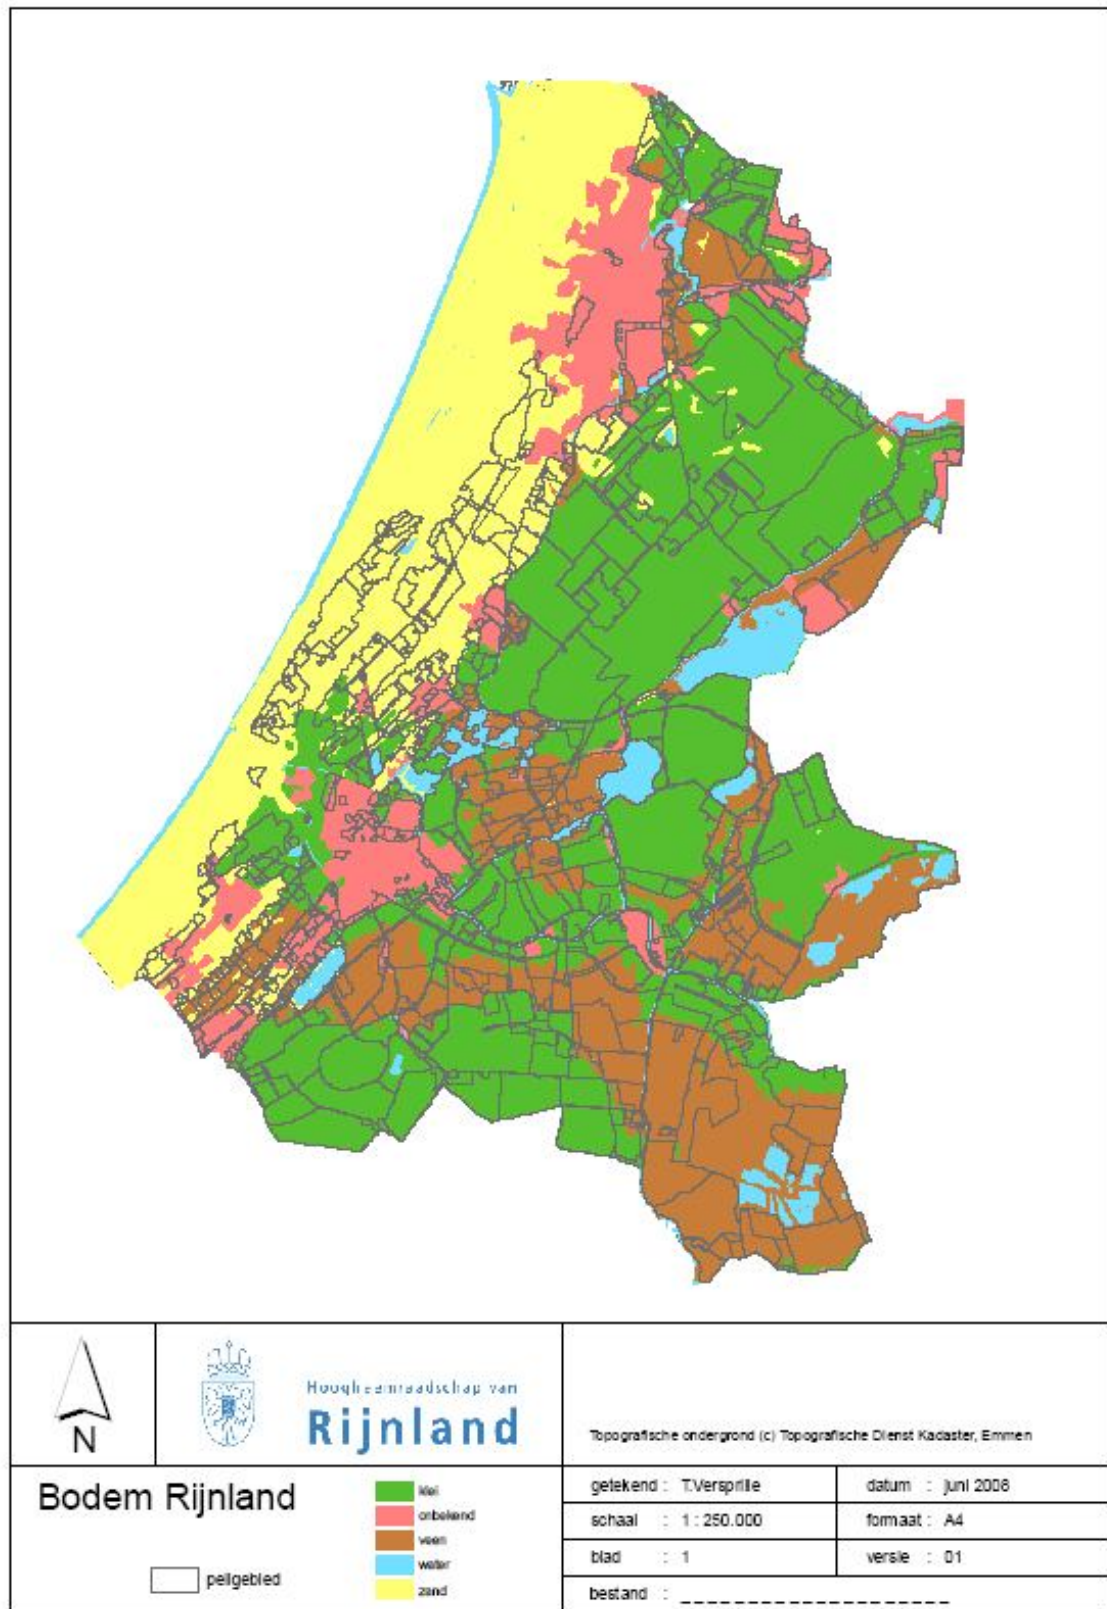 N
Hoogheemraadschap van
Rijnland
Topografische ondergrond (c) Topografische Dienst Kadaster, Emmen
Bodem Rijnland
peilgebied
klei
onbekend
veen
water
zand
getekend : T.Versprille
datum : juni 2006
schaal : 1 : 250.000
formaat : A4
blad : 1
versie : 01
bestand : _ _ _ _ _ _ _ _ _ _ _ _ _ _ _ _ _ _ _ _ _